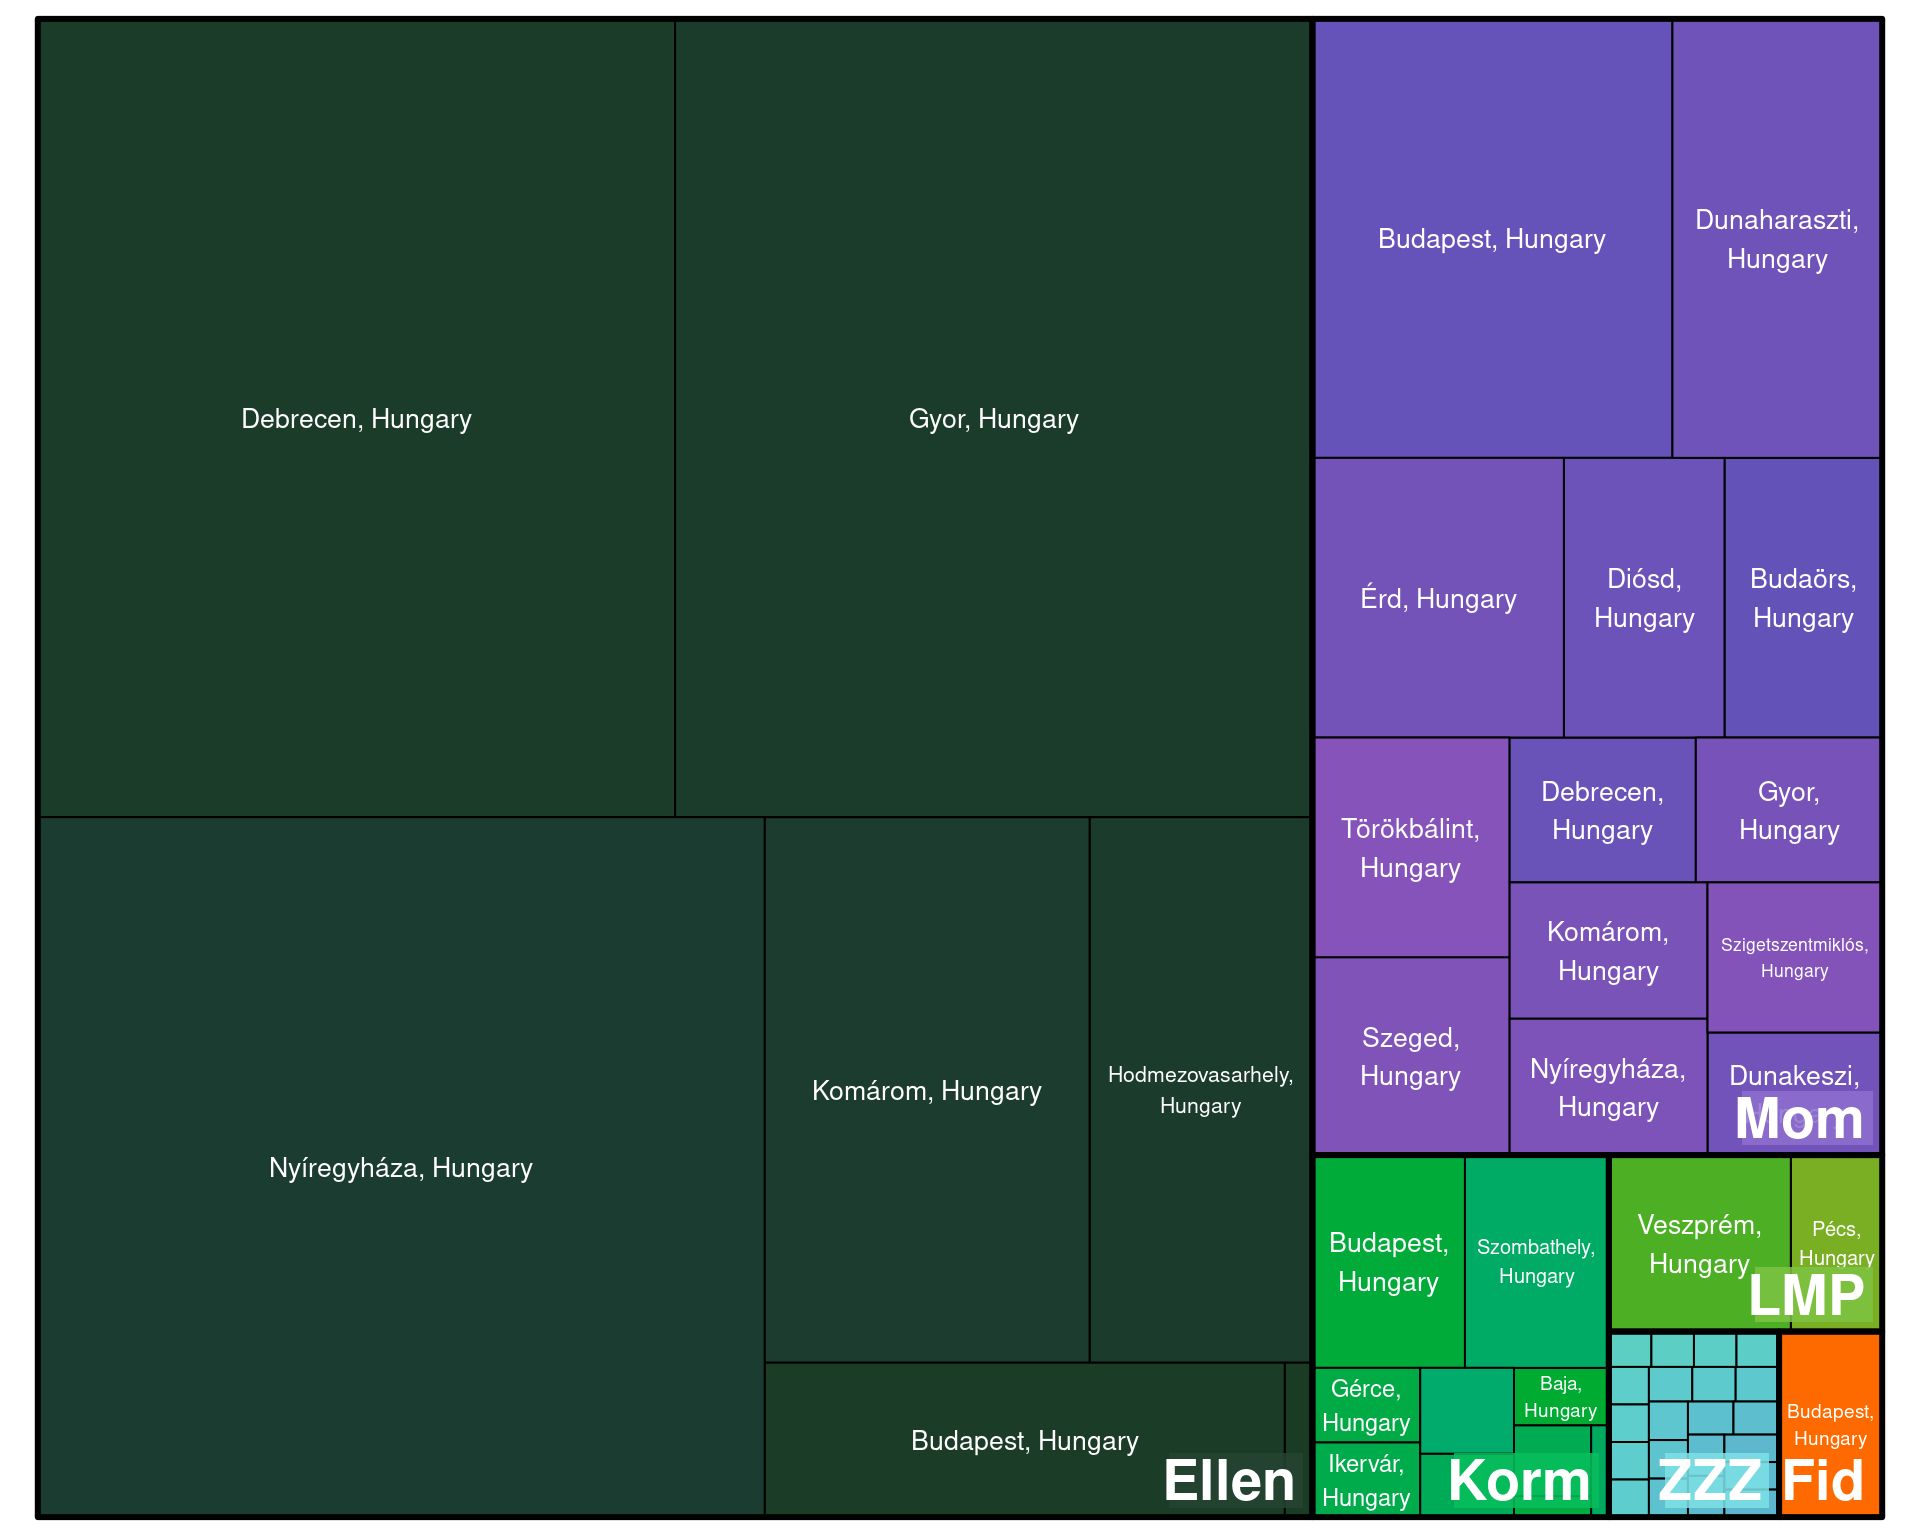 Debrecen, Hungary
Gyor, Hungary
Nyíregyháza, Hungary
Komárom, Hungary
Hodmezovasarhely,
Hungary
Budapest, Hungary
Ellen
Budapest, Hungary
Dunaharaszti,
Hungary
Érd, Hungary
Diósd,
Hungary
Budaörs,
Hungary
Törökbálint,
Hungary
Debrecen,
Hungary
Gyor,
Hungary
Szeged,
Hungary
Komárom,
Hungary
Szigetszentmiklós,
Hungary
Nyíregyháza,
Hungary
Dunakeszi,
Mom
Budapest,
Hungary
Szombathely,
Hungary
Gérce,
Hungary
Ikervár,
Hungary
Baja,
Hungary
Korm
Veszprém,
Hungary
Pécs,
Hungary
LMP
ZZZ
Budapest,
Hungary
Fid